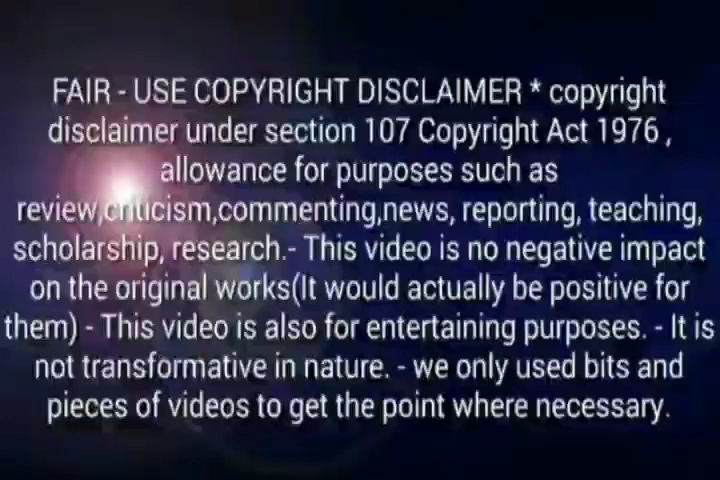 FAIR - USE COPYRIGHT DISCLAIMER * copyright
disclaimer under section 107 Copyright Act 1976 ,
allowance for purposes such as
review,criticism,commenting,news, reporting, teaching,
scholarship, research.- This video is no negative impact
on the original works(It would actually be positive for
them) - This video is also for entertaining purposes. - It is
not transformative in nature. - we only used bits and
pieces of videos to get the point where necessary.